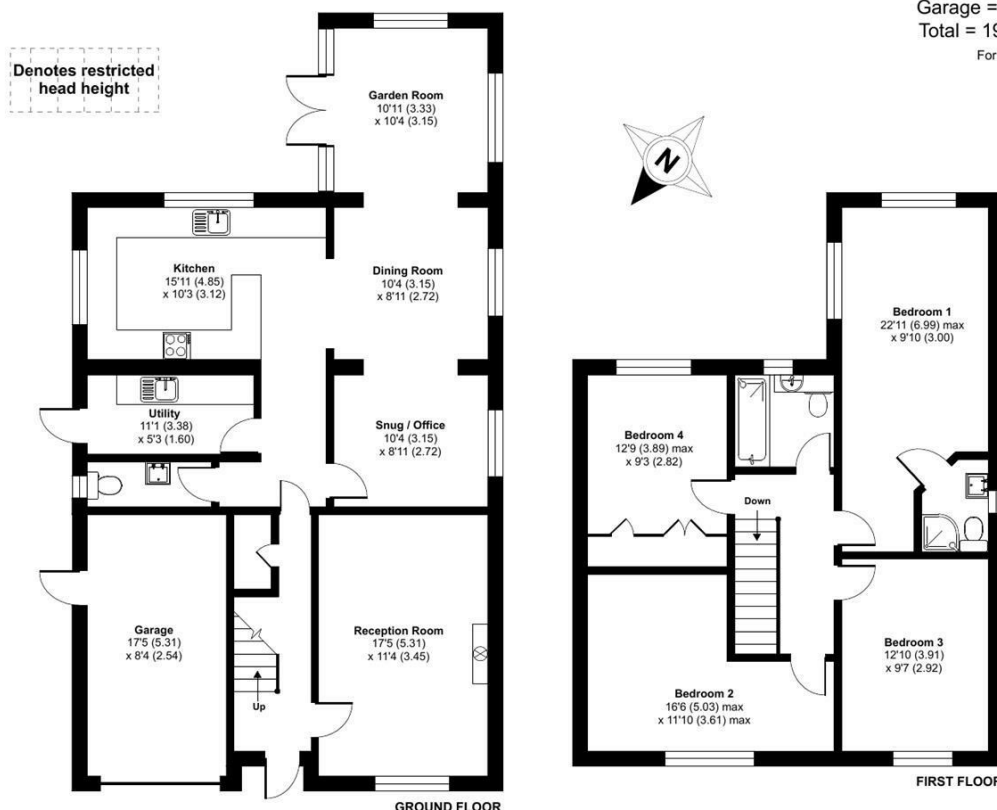 Garage =
Total = 19
For
Denotes restricted
head height
Garden Room
10'11 (3.33)
x 10'4 (3.15)
N
Kitchen
15'11 (4.85)
x 10'3 (3.12)
Dining Room
10'4 (3.15)
x 8'11 (2.72)
Utility
11'1 (3.38)
x 5'3 (1.60)
Snug / Office
10'4 (3.15)
x 8'11 (2.72)
Garage
17'5 (5.31)
x 8'4 (2.54)
Reception Room
17'5 (5.31)
x 11'4 (3.45)
Up
GROUND FLOOR
Bedroom 1
22'11 (6.99) max
x 9'10 (3.00)
Bedroom 4
12'9 (3.89) max
x 9'3 (2.82)
Down
Bedroom 3
12'10 (3.91)
x 9'7 (2.92)
Bedroom 2
16'6 (5.03) max
x 11'10 (3.61) max
FIRST FLOOR